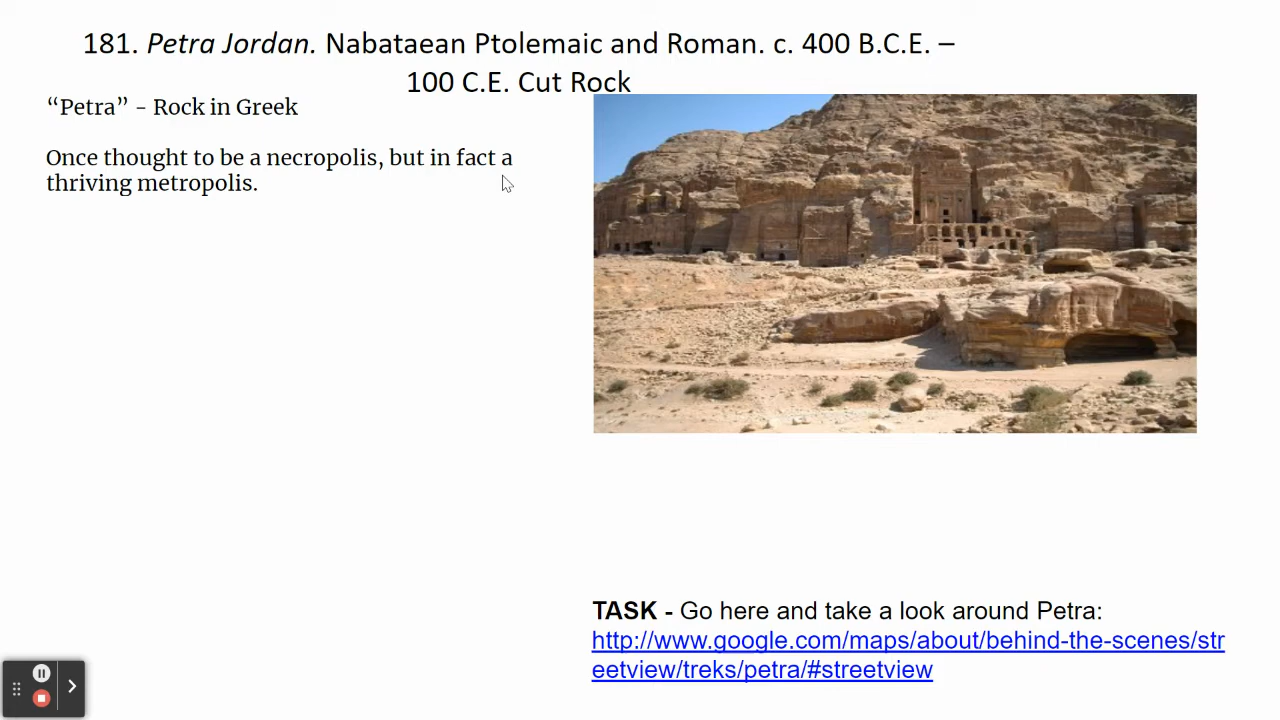 181. Petra Jordan. Nabataean Ptolemaic and Roman. c. 400 B.C.E. –
100 C.E. Cut Rock
“Petra” - Rock in Greek
Once thought to be a necropolis, but in fact a
thriving metropolis.
TASK - Go here and take a look around Petra:
http://www.google.com/maps/about/behind-the-scenes/str
eetview/treks/petra/#streetview